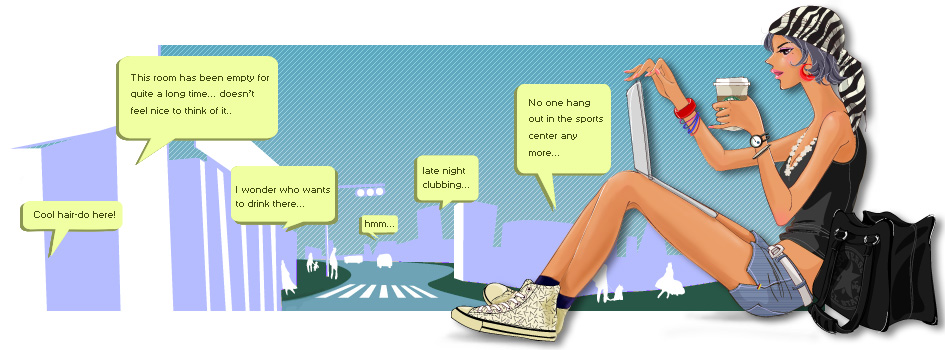 This room has been empty for
quite a long time... doesn't
feel nice to think of it..
No one hang
out in the sports
center any
more...
late night
clubbing...
I wonder who wants
to drink there...
Cool hair-do here!
hmm...